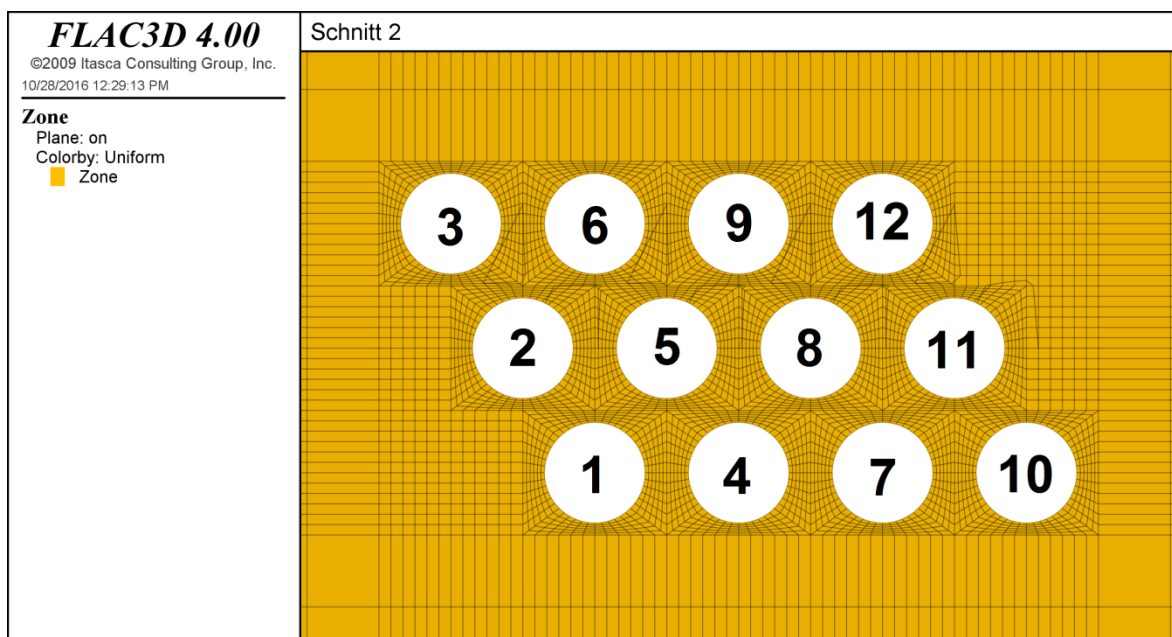 FLAC3D 4.00
©2009 Itasca Consulting Group, Inc.
10/28/2016 12:29:13 PM
Zone
Plane: on
Colorby: Uniform
Zone
Schnitt 2
3 6 9 12
2 5 8 11
1 4 7 10